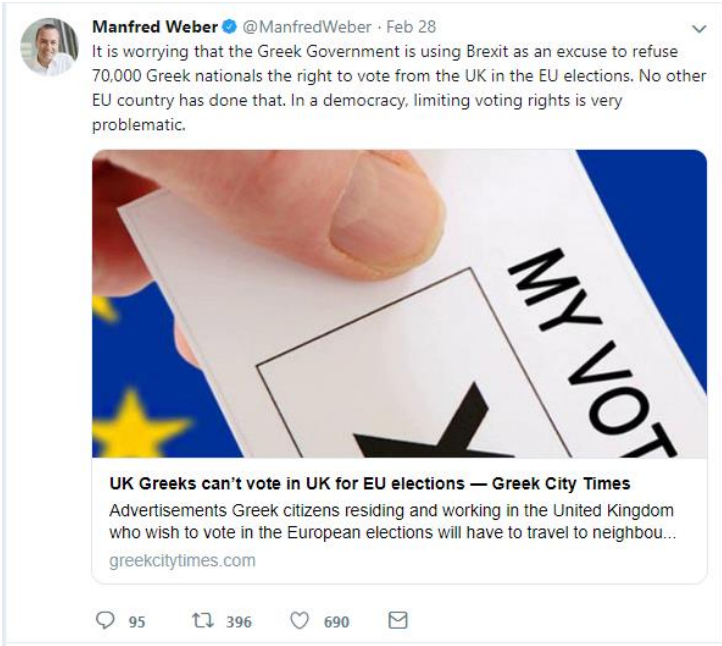 Manfred Weber @ManfredWeber · Feb 28
It is worrying that the Greek Government is using Brexit as an excuse to refuse
70,000 Greek nationals the right to vote from the UK in the EU elections. No other
EU country has done that. In a democracy, limiting voting rights is very
problematic.
MY VOT
UK Greeks can't vote in UK for EU elections — Greek City Times
Advertisements Greek citizens residing and working in the United Kingdom
who wish to vote in the European elections will have to travel to neighbou...
greekcitytimes.com
95 396 690